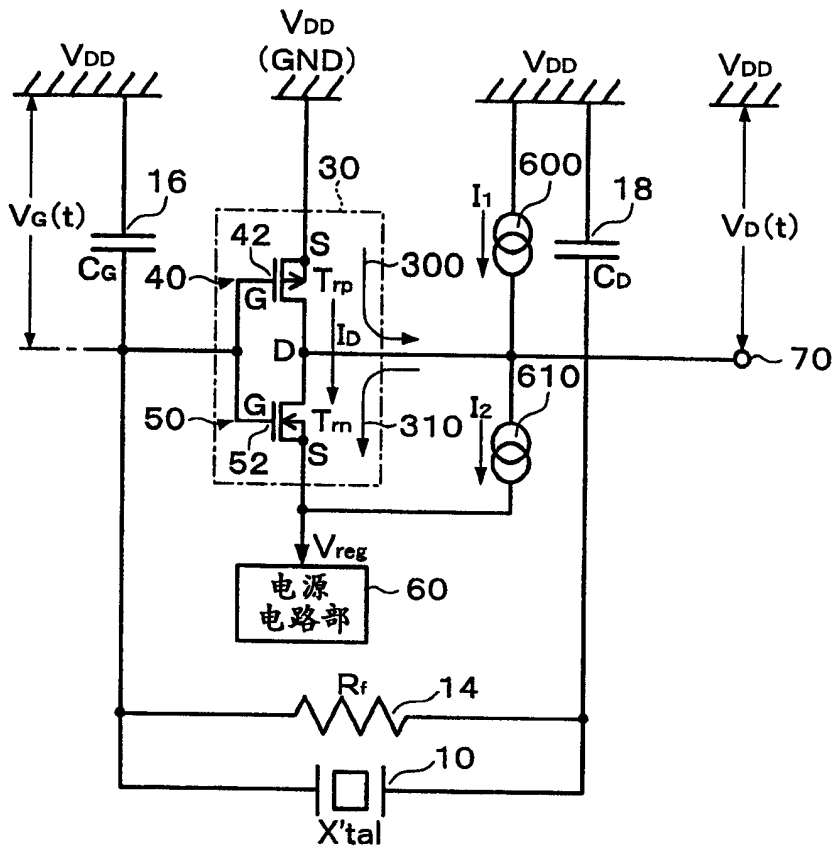 VDD
VDD
(GND)
VDD
VDD
30
600
I1
18
16
VG(t)
VD(t)
42
S
CG
40
G
Trp
300
CD
ID
D
70
G
610
50
Trn
I2
310
52
S
Vreg
电源
电路部
60
Rf
14
10
X'tal